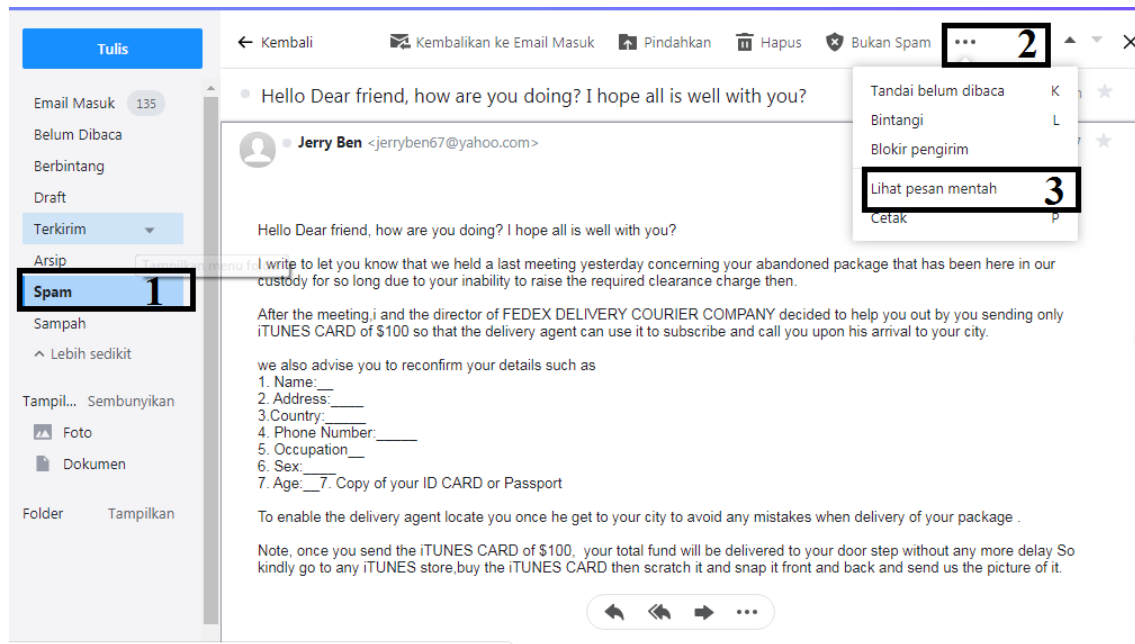 Tulis
Kembali
Kembalikan ke Email Masuk
Pindahkan
Hapus
Bukan Spam
2
Email Masuk 135
Belum Dibaca
Berbintang
Draft
Terkirim
Arsip
Spam 1
Sampah
Lebih sedikit
Tampil... Sembunyikan
Foto
Dokumen
Folder Tampilkan
Hello Dear friend, how are you doing? I hope all is well with you?
Tandai belum dibaca K
Bintangi L
Blokir pengirim
Lihat pesan mentah 3
Cetak P
Jerry Ben <jerryben67@yahoo.com>
Hello Dear friend, how are you doing? I hope all is well with you?
I write to let you know that we held a last meeting yesterday concerning your abandoned package that has been here in our
custody for so long due to your inability to raise the required clearance charge then.
After the meeting,i and the director of FEDEX DELIVERY COURIER COMPANY decided to help you out by you sending only
iTUNES CARD of $100 so that the delivery agent can use it to subscribe and call you upon his arrival to your city.
we also advise you to reconfirm your details such as
1. Name:__
2. Address:____
3.Country:_____
4. Phone Number:_____
5. Occupation__
6. Sex:____
7. Age:__7. Copy of your ID CARD or Passport
To enable the delivery agent locate you once he get to your city to avoid any mistakes when delivery of your package .
Note, once you send the iTUNES CARD of $100, your total fund will be delivered to your door step without any more delay So
kindly go to any iTUNES store,buy the iTUNES CARD then scratch it and snap it front and back and send us the picture of it.